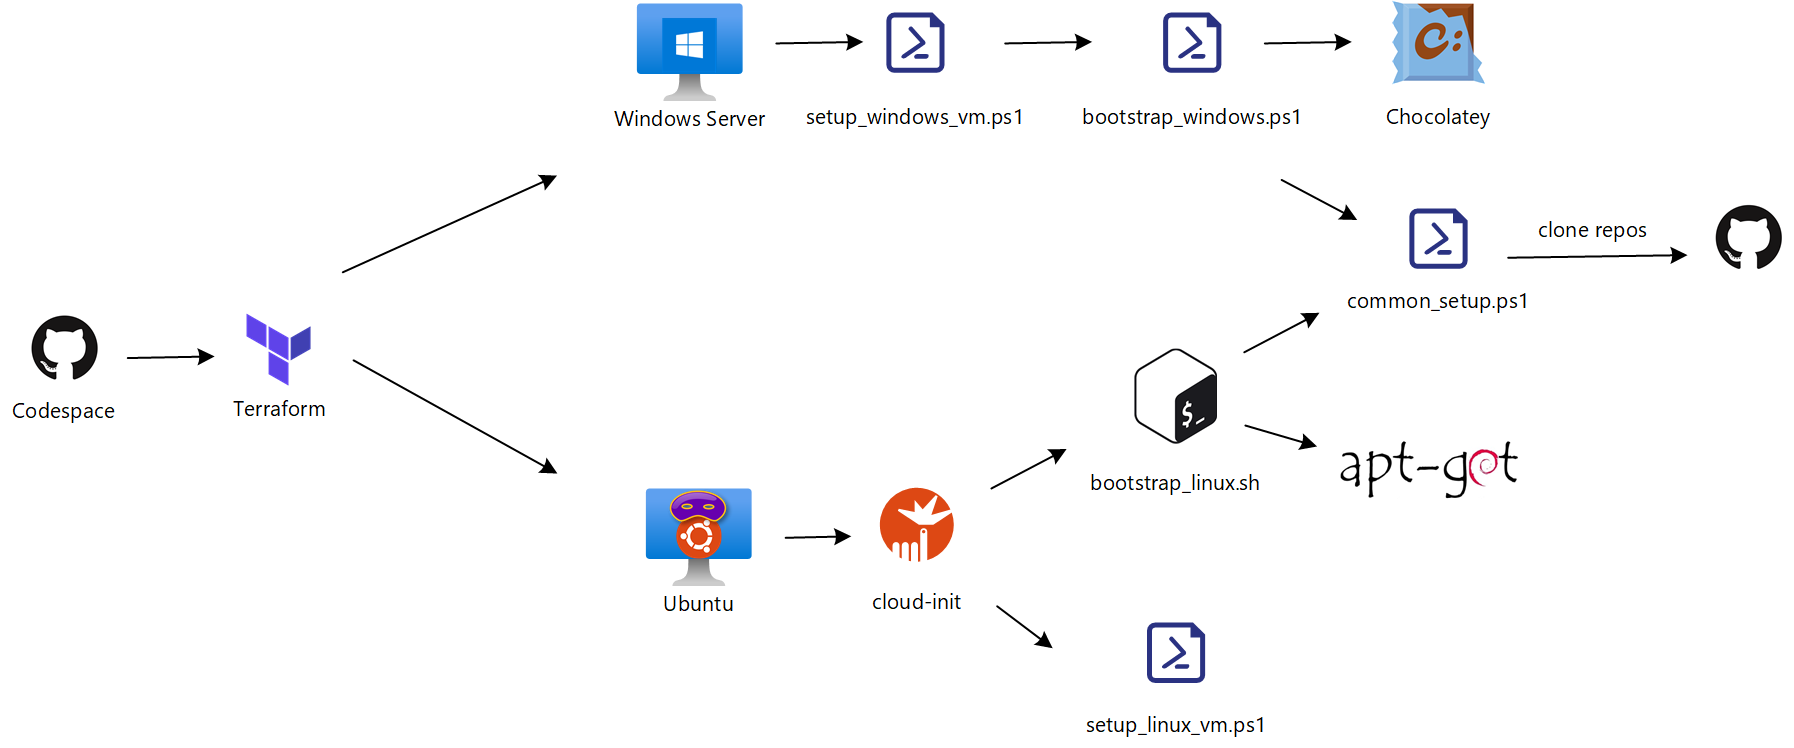 Windows Server
setup_windows_vm.ps1
bootstrap_windows.ps1
C:
Chocolatey
clone repos
common_setup.ps1
Codespace
Terraform
$_
bootstrap_linux.sh
apt-get
Ubuntu
cloud-init
setup_linux_vm.ps1